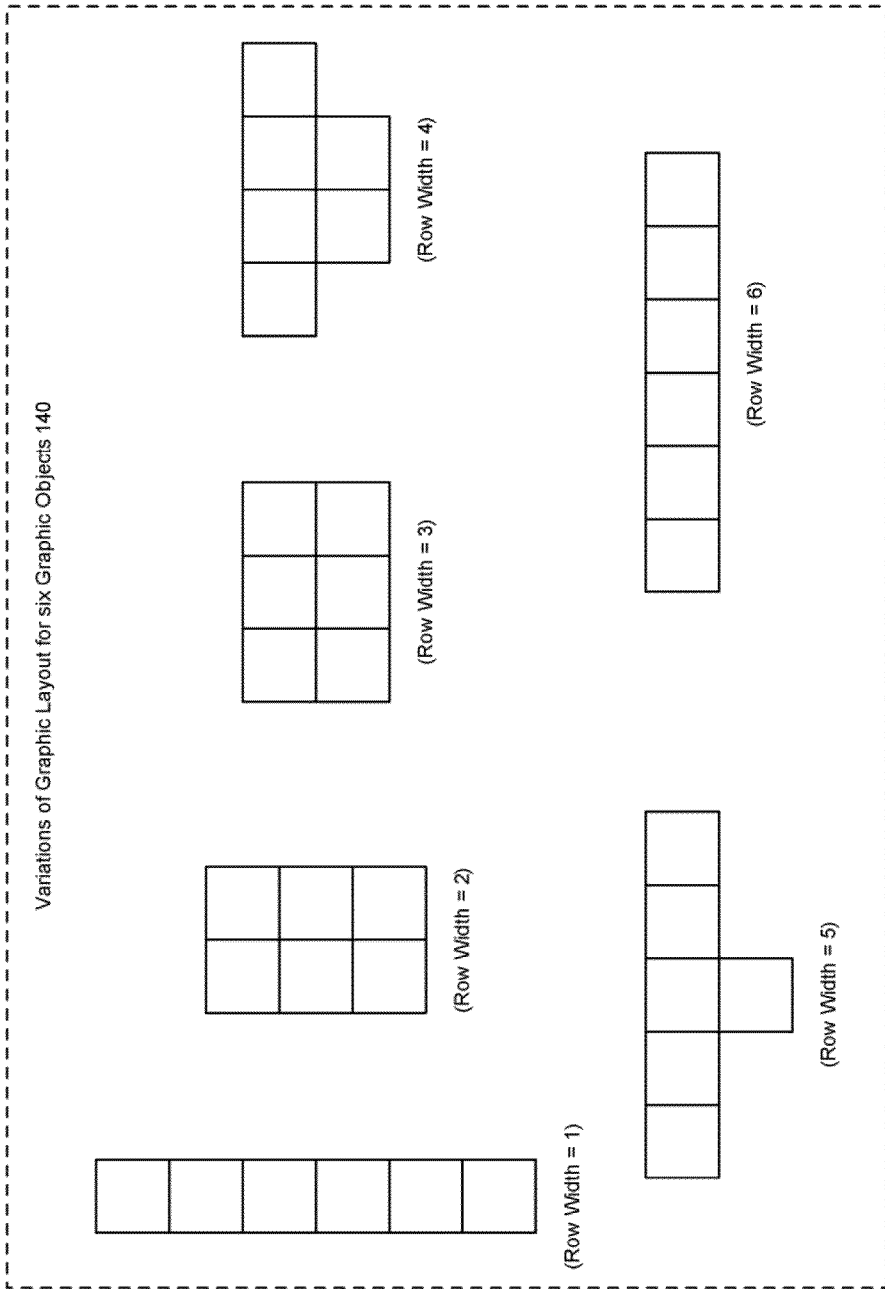 Variations of Graphic Layout for six Graphic Objects 140
(Row Width = 1)
(Row Width = 2)
(Row Width = 3)
(Row Width = 4)
(Row Width = 5)
(Row Width = 6)